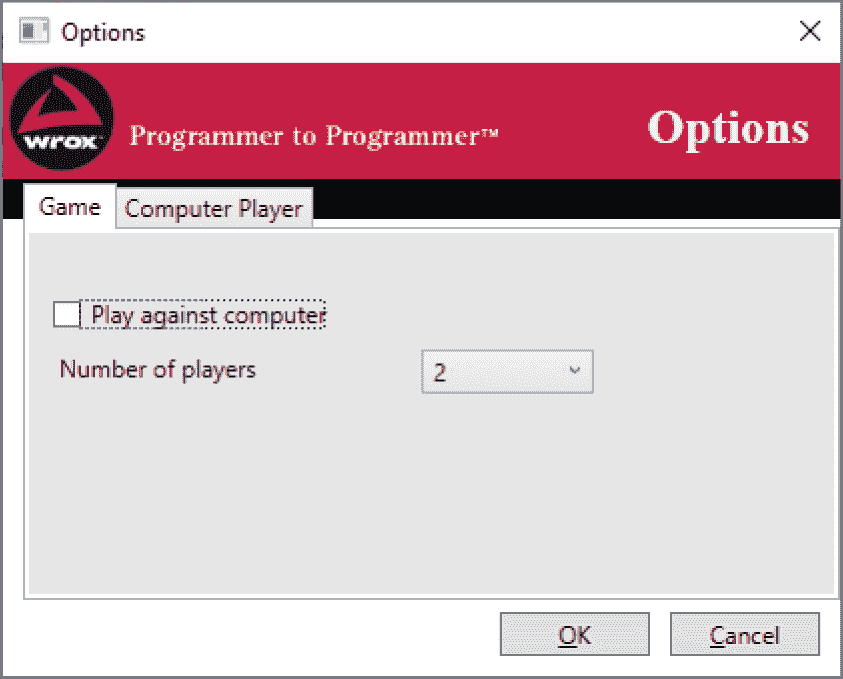 Options
wrox
Programmer to Programmer™
Options
Game
Computer Player
Play against computer
Number of players
2
OK
Cancel